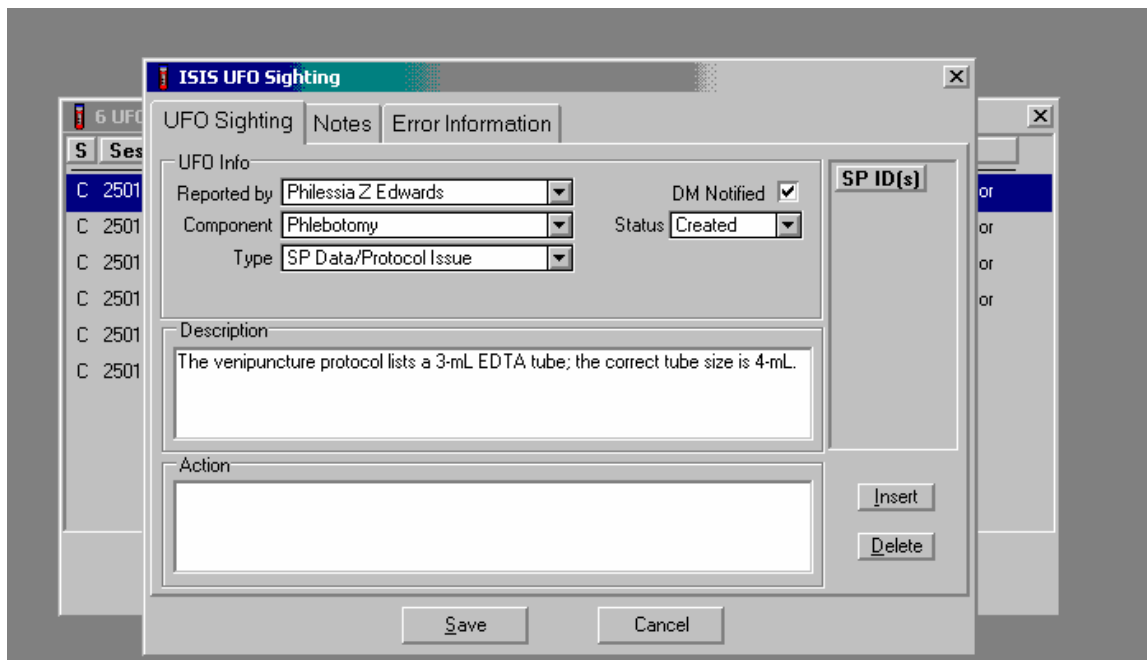 ISIS UFO Sighting
6 UFO
UFO Sighting Notes Error Information
S Ses
UFO Info
SP ID(s)
Reported by Philessia Z Edwards DM Notified
C 2501 or
Component Phlebotomy Status Created
C 2501 or
Type SP Data/Protocol Issue
C 2501 or
C 2501 or
Description
C 2501
The venipuncture protocol lists a 3-mL EDTA tube; the correct tube size is 4-mL.
C 2501
Action
Insert
Delete
Save Cancel